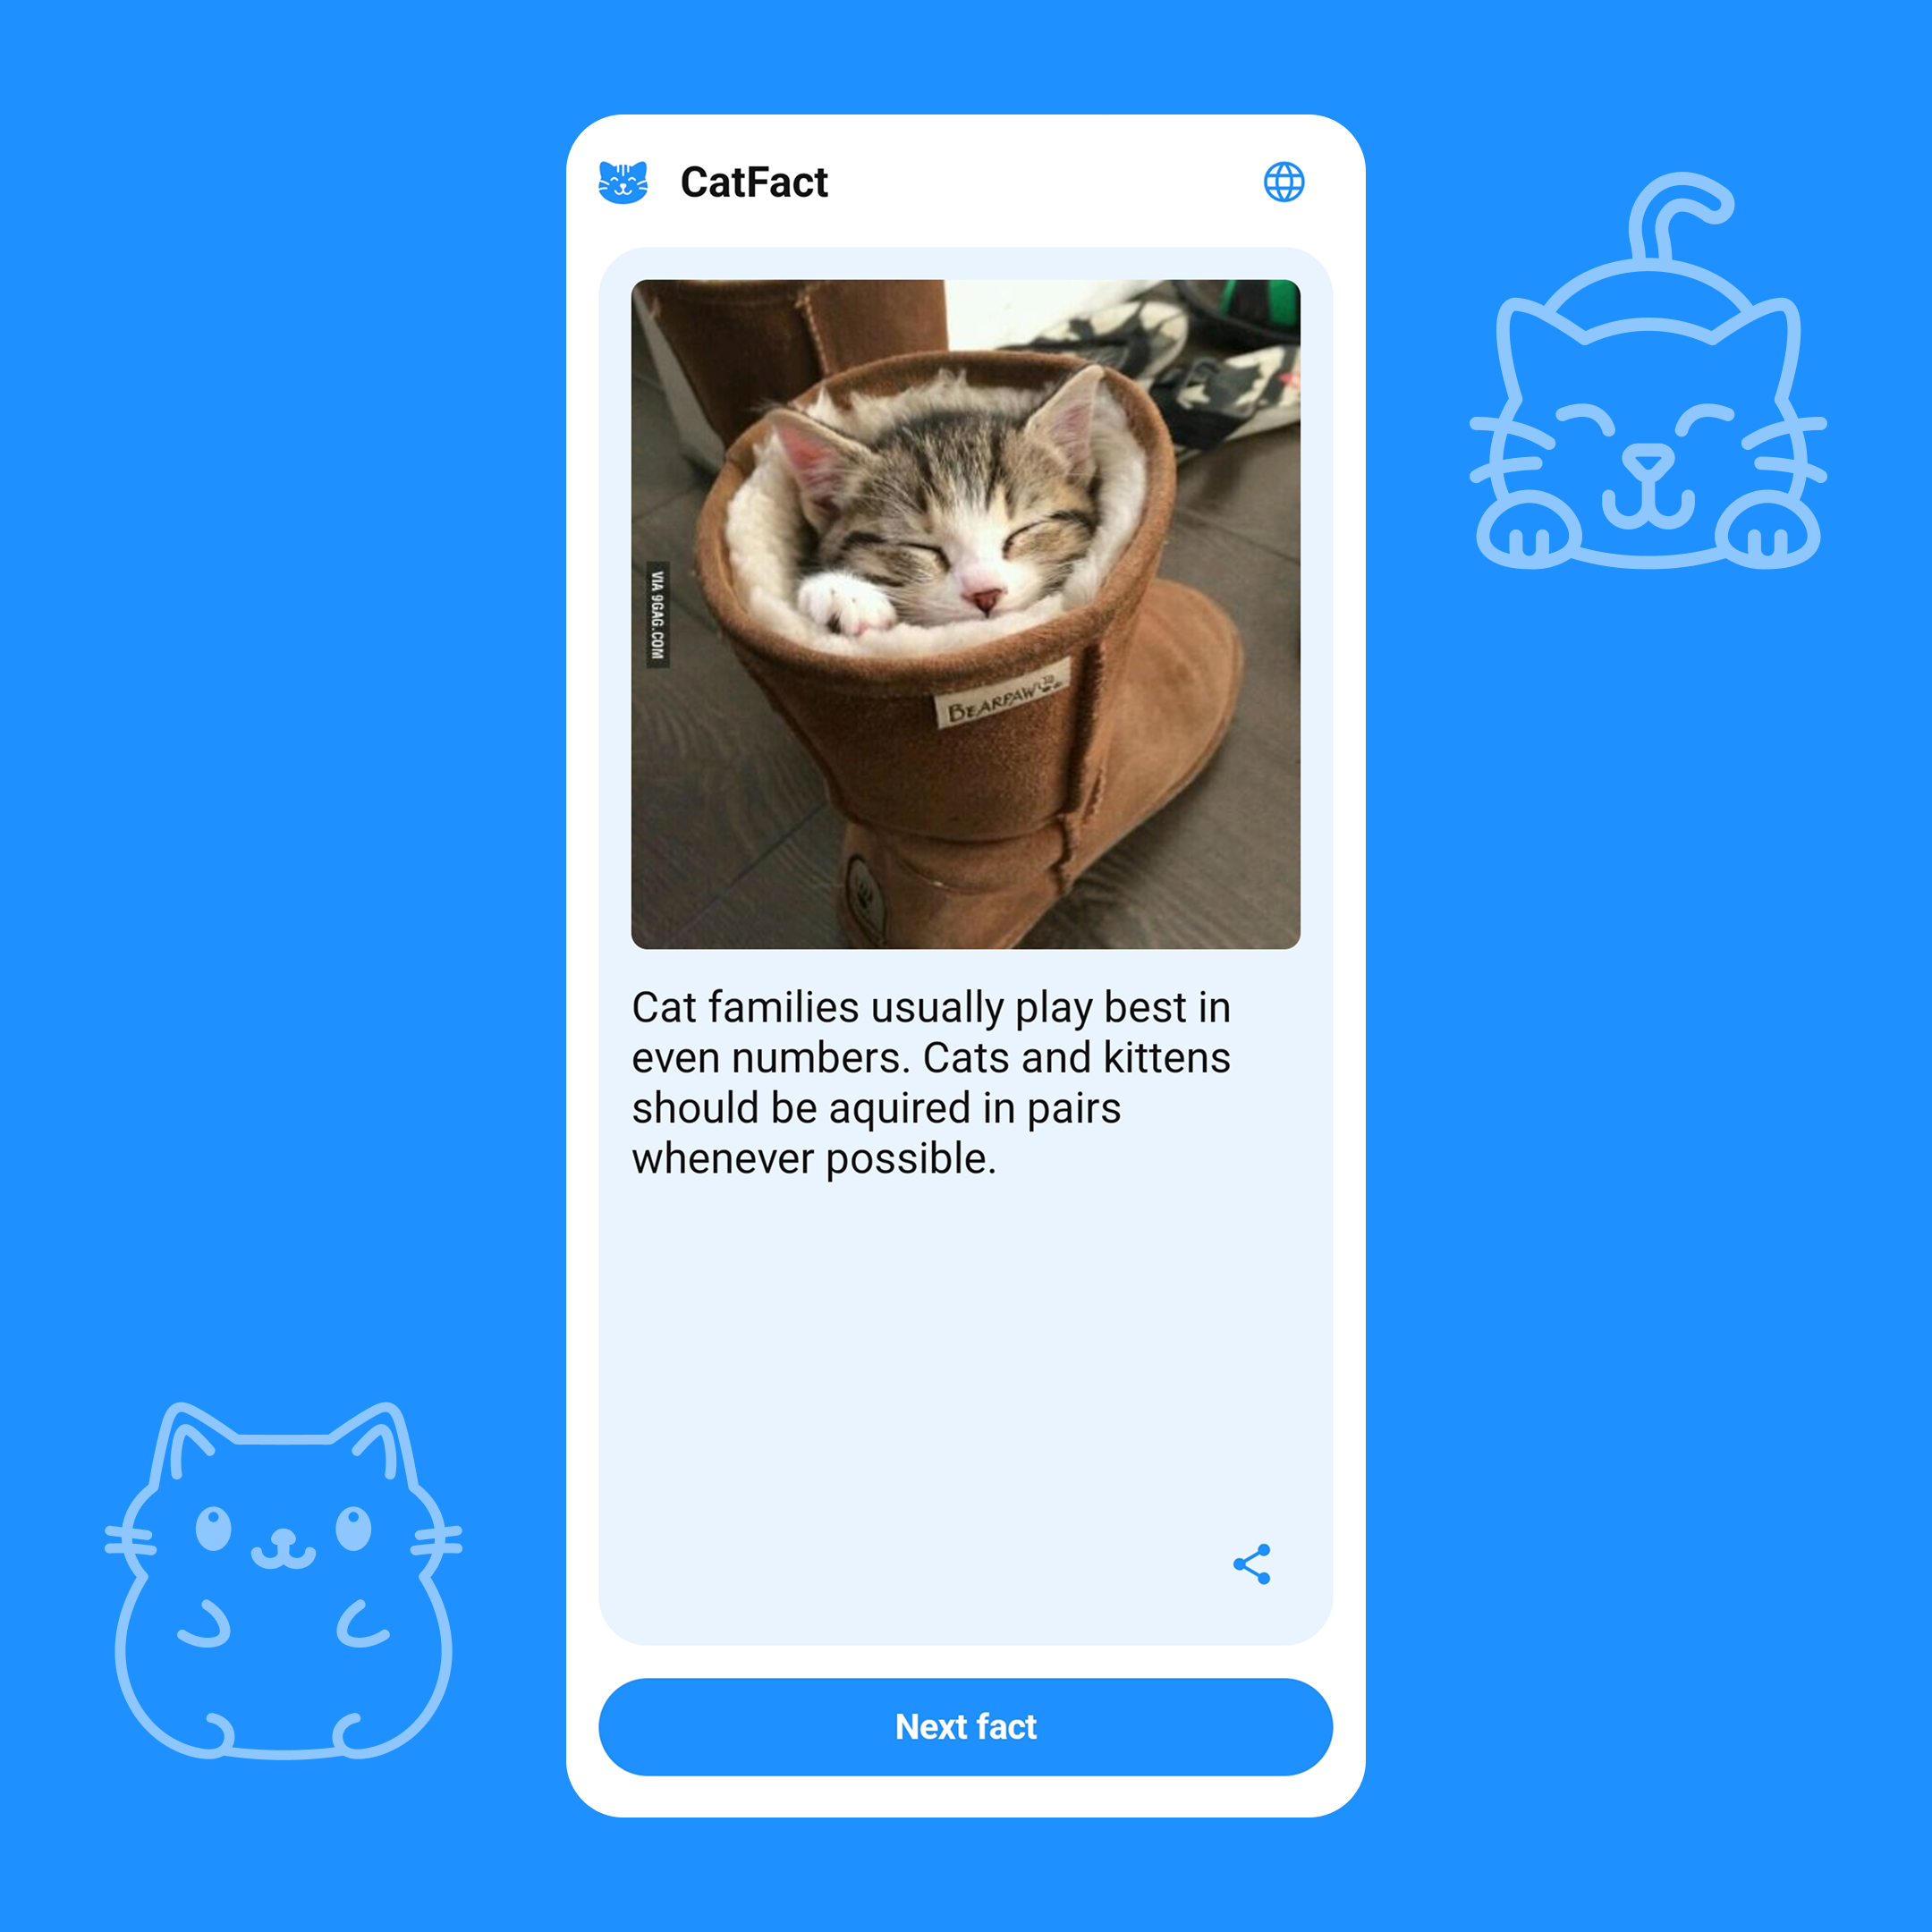 CatFact
VIA 9GAG.COM
BEARPAW
Cat families usually play best in
even numbers. Cats and kittens
should be aquired in pairs
whenever possible.
Next fact